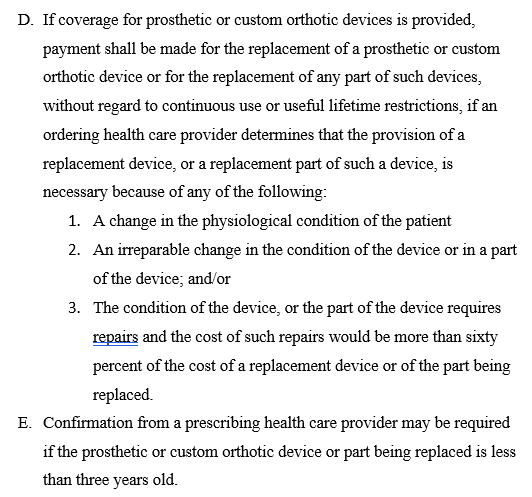 D. If coverage for prosthetic or custom orthotic devices is provided,
payment shall be made for the replacement of a prosthetic or custom
orthotic device or for the replacement of any part of such devices,
without regard to continuous use or useful lifetime restrictions, if an
ordering health care provider determines that the provision of a
replacement device, or a replacement part of such a device, is
necessary because of any of the following:
1. A change in the physiological condition of the patient
2. An irreparable change in the condition of the device or in a part
of the device; and/or
3. The condition of the device, or the part of the device requires
repairs and the cost of such repairs would be more than sixty
percent of the cost of a replacement device or of the part being
replaced.
E. Confirmation from a prescribing health care provider may be required
if the prosthetic or custom orthotic device or part being replaced is less
than three years old.